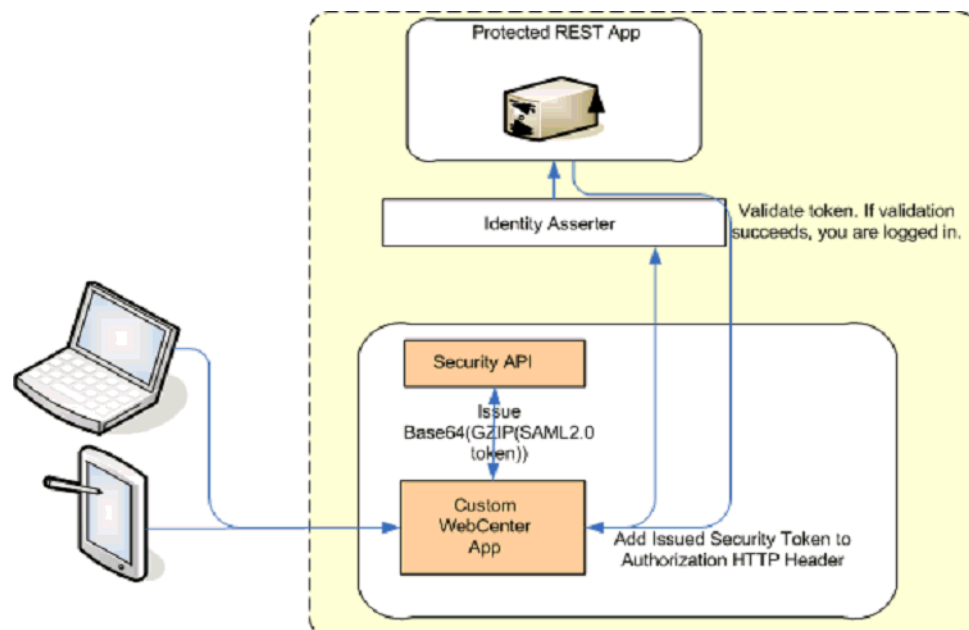 Protected REST App
Identity Asserter
Validate token. If validation
succeeds, you are logged in.
Security API
Issue
Base64(GZIP(SAML2.0
token))
Custom
WebCenter
App
Add Issued Security Token to
Authorization HTTP Header